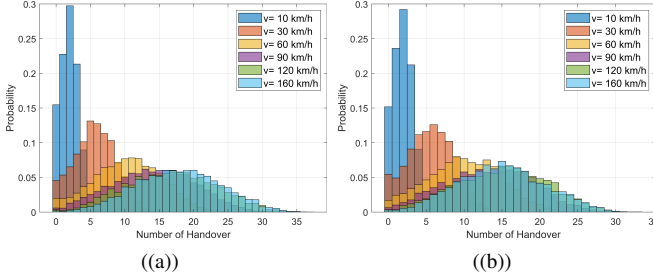 0.3
0.25
0.2
0.15
0.1
0.05
0
Probability
0 5 10 15 20 25 30 35
Number of Handover
v= 10 km/h
v= 30 km/h
v= 60 km/h
v= 90 km/h
v= 120 km/h
v= 160 km/h
((a))
0.3
0.25
0.2
0.15
0.1
0.05
0
Probability
0 5 10 15 20 25 30 35
Number of Handover
v= 10 km/h
v= 30 km/h
v= 60 km/h
v= 90 km/h
v= 120 km/h
v= 160 km/h
((b))